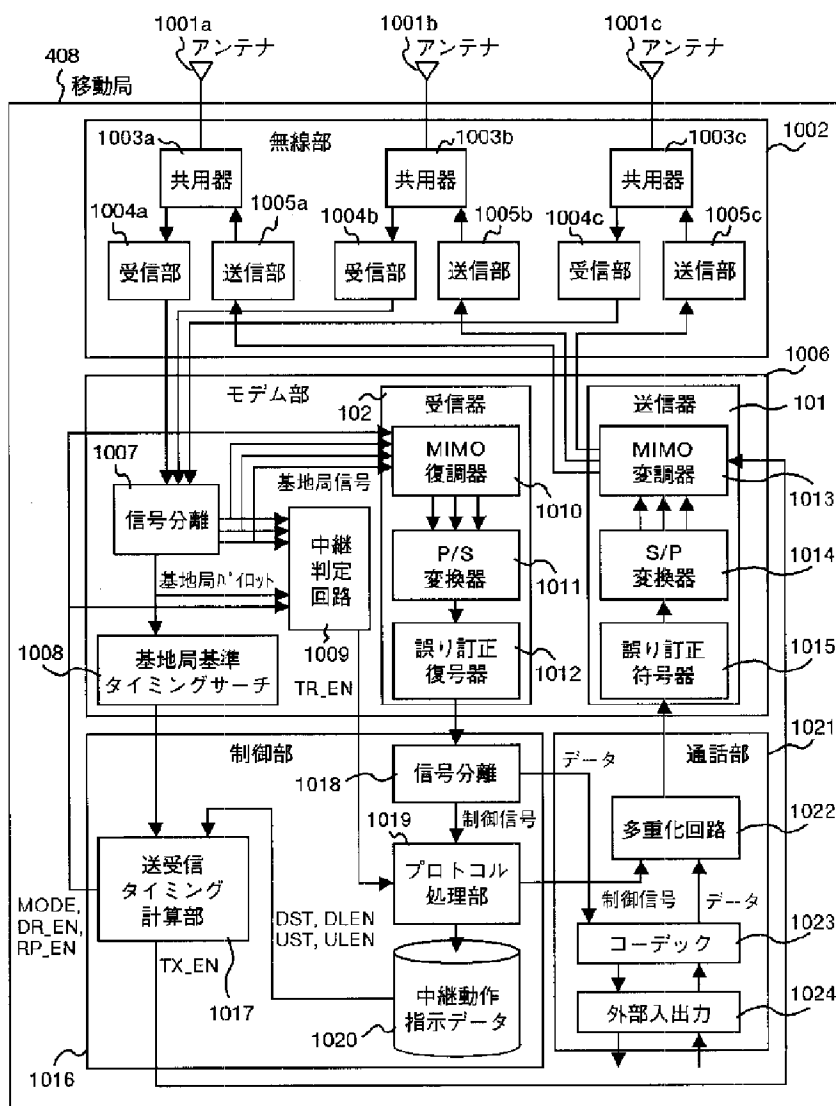 1001a
アンテナ
1001b
アンテナ
1001c
アンテナ
408
移動局
無線部
1002
1003a
共用器
1003b
共用器
1003c
共用器
1004a
受信部
1005a
送信部
1004b
受信部
1005b
送信部
1004c
受信部
1005c
送信部
1006
モデム部
102
受信器
送信器
101
1007
信号分離
基地局信号
MIMO
復調器
1010
MIMO
変調器
1013
中継
判定
回路
1009
P/S
変換器
1011
S/P
変換器
1014
基地局パイロット
1008
基地局基準
タイミングサーチ
TR_EN
誤り訂正
復号器
1012
誤り訂正
符号器
1015
制御部
1018
信号分離
データ
通話部
1021
制御信号
1019
プロトコル
処理部
多重化回路
1022
送受信
タイミング
計算部
1017
MODE,
DR_EN,
RP_EN
TX_EN
DST, DLEN
UST, ULEN
制御信号
データ
コーデック
1023
中継動作
指示データ
1020
外部入出力
1024
1016